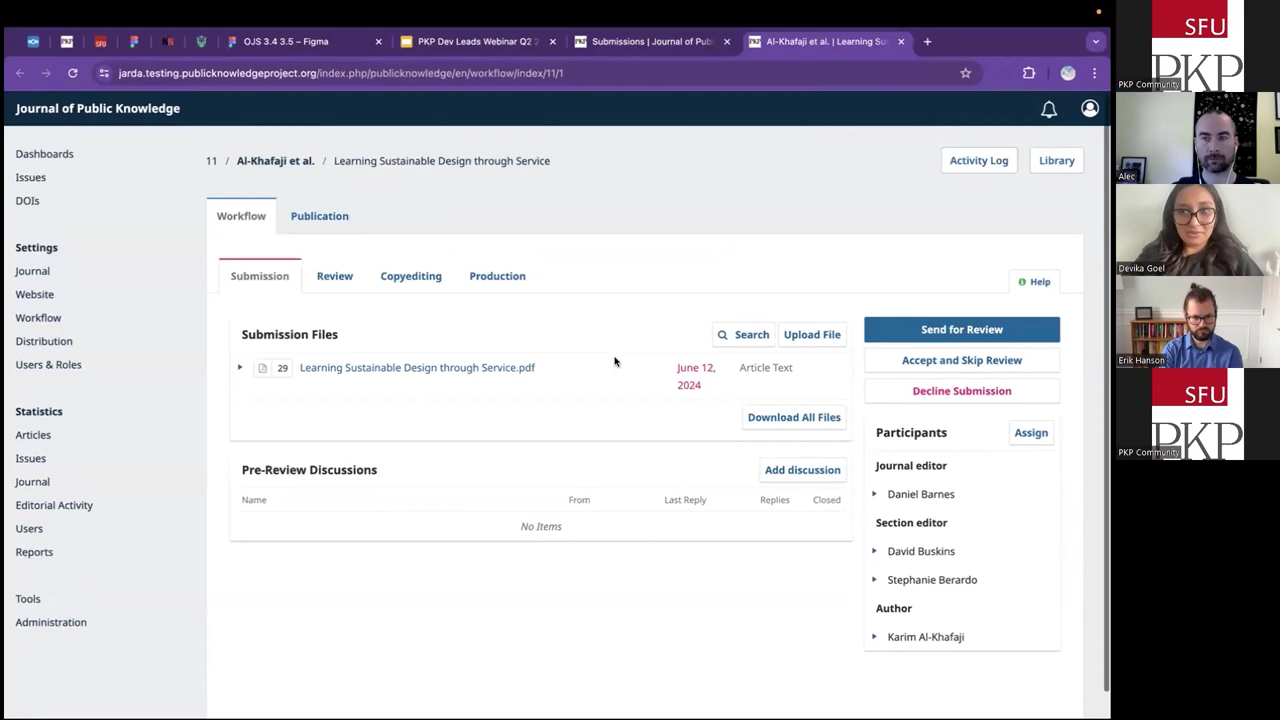 OJS 3.4 3.5 – Figma
PKP Dev Leads Webinar Q2 2
Submissions | Journal of Publ
Al-Khafaji et al. | Learning Sus
jarda.testing.publicknowledgeproject.org/index.php/publicknowledge/en/workflow/index/11/1
Journal of Public Knowledge
Dashboards
Issues
DOIs
Settings
Journal
Website
Workflow
Distribution
Users & Roles
Statistics
Articles
Issues
Journal
Editorial Activity
Users
Reports
Tools
Administration
11 / Al-Khafaji et al. / Learning Sustainable Design through Service
Activity Log
Library
Workflow
Publication
Submission
Review
Copyediting
Production
Help
Submission Files
Search
Upload File
29
Learning Sustainable Design through Service.pdf
June 12,
2024
Article Text
Download All Files
Pre-Review Discussions
Add discussion
Name
From
Last Reply
Replies
Closed
No Items
Send for Review
Accept and Skip Review
Decline Submission
Participants
Assign
Journal editor
Daniel Barnes
Section editor
David Buskins
Stephanie Berardo
Author
Karim Al-Khafaji
SFU
PKP
PKP Community
Alec
Devika Goel
Erik Hanson
SFU
PKP
PKP Community